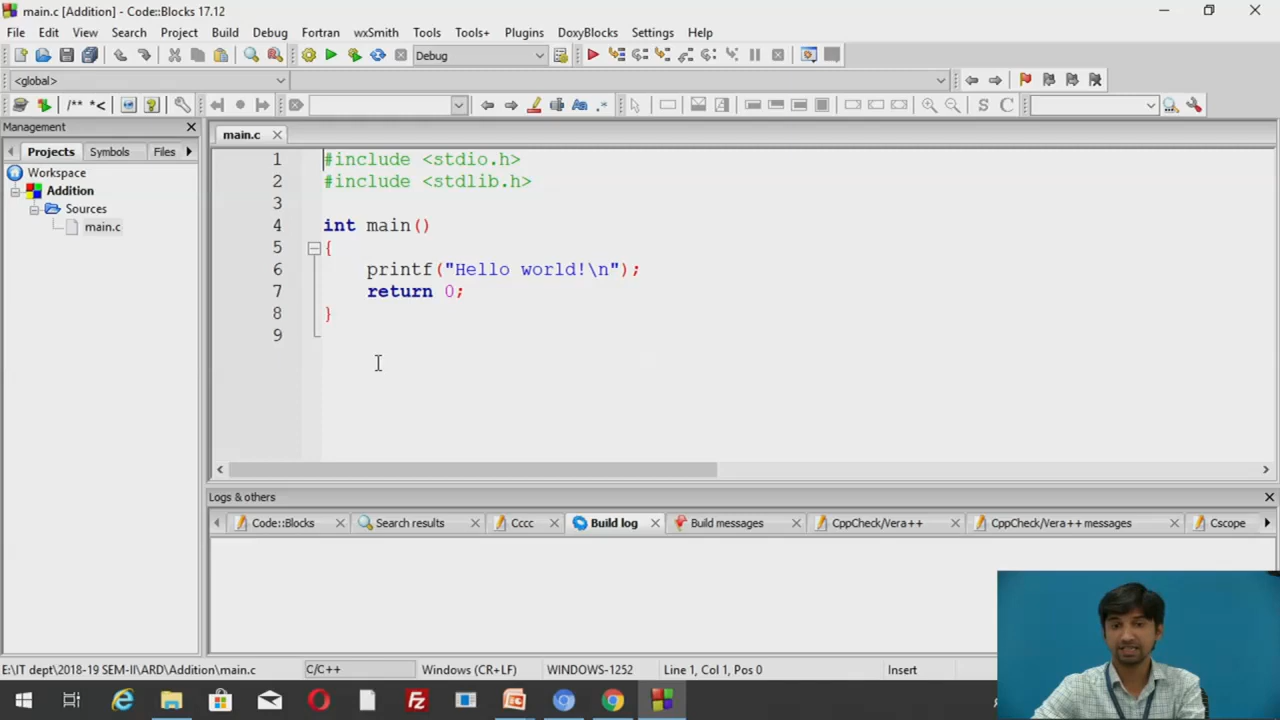 main.c [Addition] - Code::Blocks 17.12
File Edit View Search Project Build Debug Fortran wxSmith Tools Tools+ Plugins DoxyBlocks Settings Help
Debug
<global>
/** *<
Aa .*
S C
Management
main.c
Projects Symbols Files
Workspace
Addition
Sources
main.c
1 #include <stdio.h>
2 #include <stdlib.h>
3
4 int main()
5 {
6 printf("Hello world!\n");
7 return 0;
8 }
9
Logs & others
Code::Blocks Search results Cccc Build log Build messages CppCheck/Vera++ CppCheck/Vera++ messages Cscope
E:\IT dept\2018-19 SEM-II\ARD\Addition\main.c C/C++ Windows (CR+LF) WINDOWS-1252 Line 1, Col 1, Pos 0 Insert